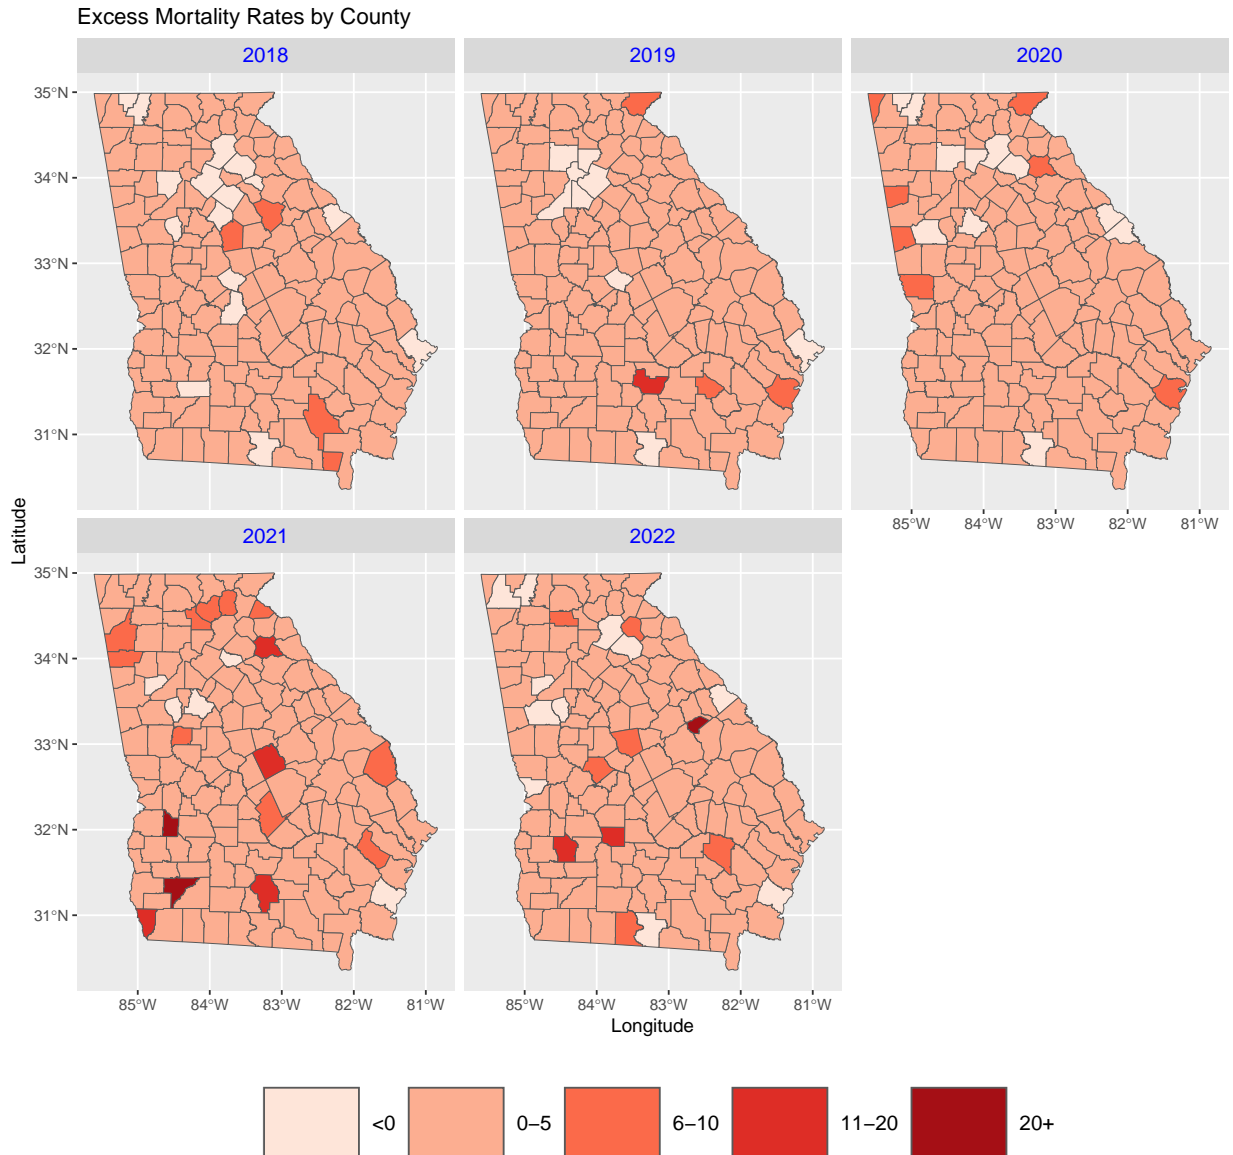 Excess Mortality Rates by County
2018
2019
2020
35°N
34°N
33°N
32°N
31°N
85°W 84°W 83°W 82°W 81°W
Latitude
2021
2022
35°N
34°N
33°N
32°N
31°N
85°W 84°W 83°W 82°W 81°W
85°W 84°W 83°W 82°W 81°W
Longitude
<0 0–5 6–10 11–20 20+